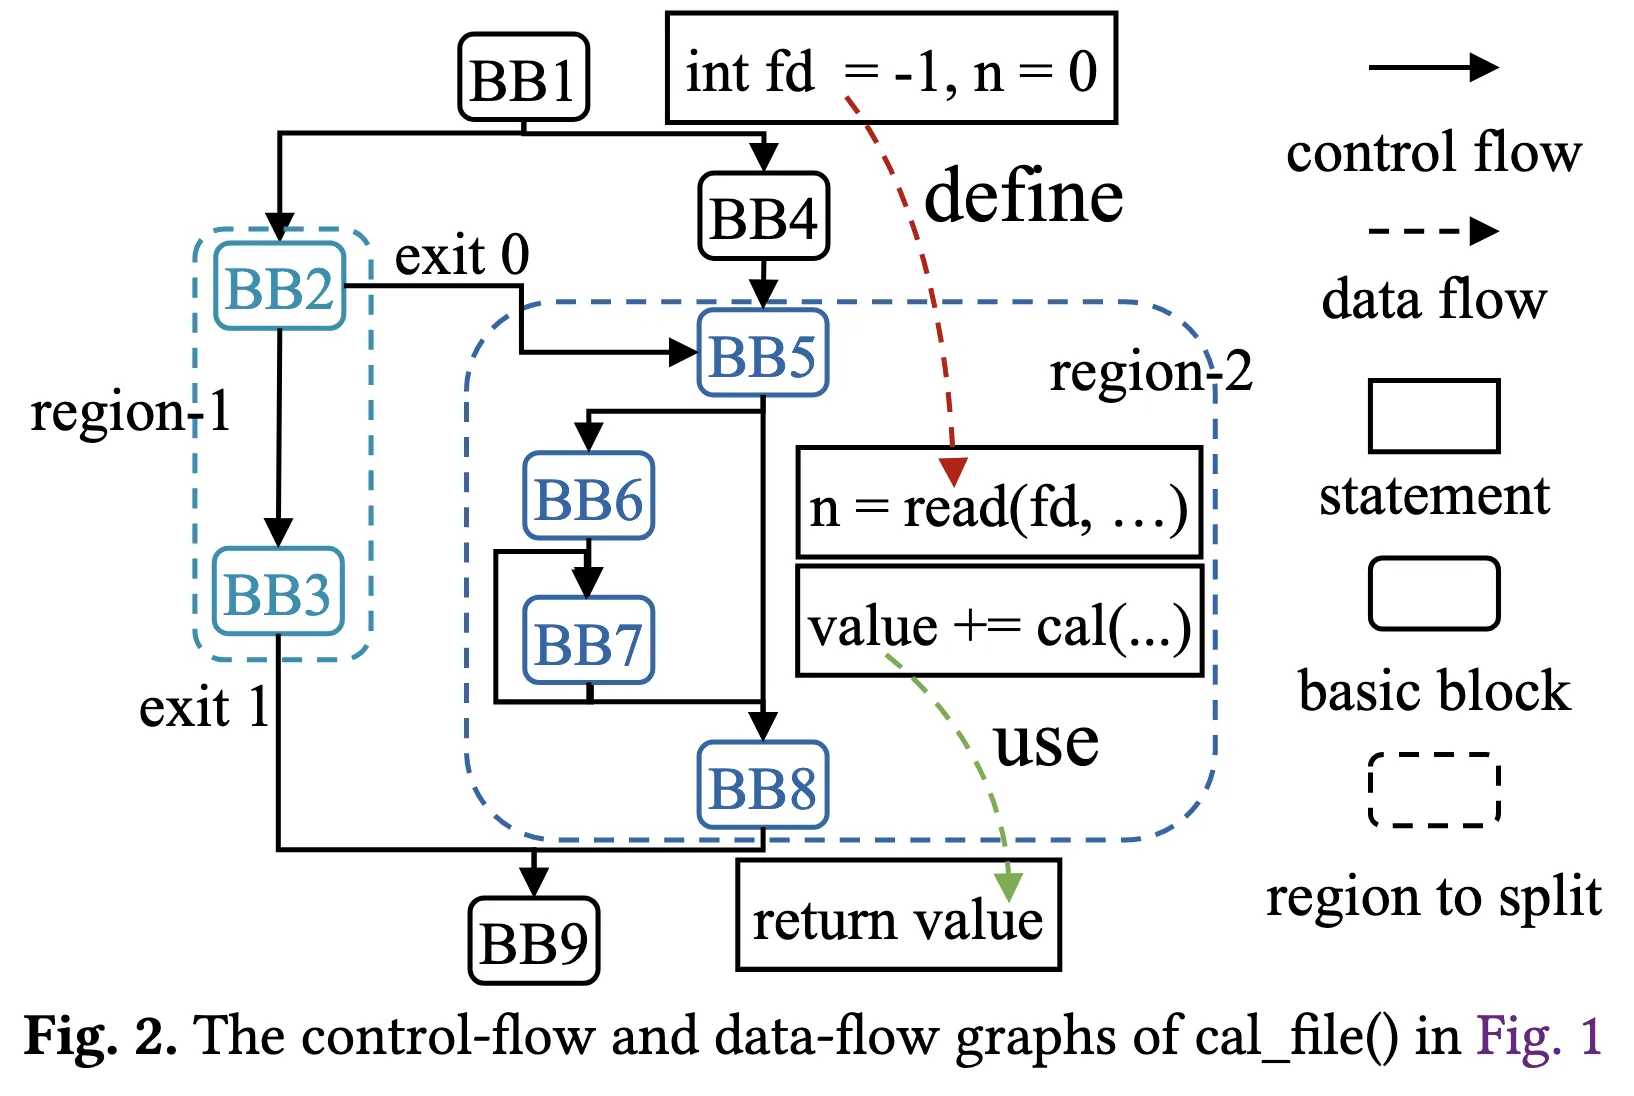 BB1
int fd = -1, n = 0
control flow
define
BB4
BB2
exit 0
data flow
BB5
region-2
region-1
BB6
n = read(fd, …)
statement
BB3
BB7
value += cal(...)
basic block
exit 1
use
BB8
region to split
return value
BB9
Fig. 2. The control-flow and data-flow graphs of cal_file() in Fig. 1